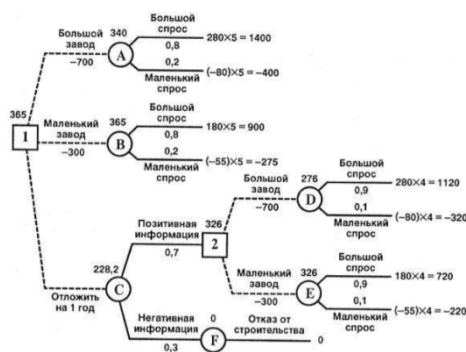 Большой
завод
−700
340
A
Большой
спрос
0,8
280×5 = 1400
0,2
Маленький
спрос
(−80)×5 = −400
365
1
Маленький
завод
−300
365
B
Большой
спрос
0,8
180×5 = 900
0,2
Маленький
спрос
(−55)×5 = −275
Отложить
на 1 год
228,2
C
Позитивная
информация
0,7
326
2
Большой
завод
−700
276
D
Большой
спрос
0,9
280×4 = 1120
0,1
Маленький
спрос
(−80)×4 = −320
Маленький
завод
−300
326
E
Большой
спрос
0,9
180×4 = 720
0,1
Маленький
спрос
(−55)×4 = −220
Негативная
информация
0,3
0
F
Отказ от
строительства
0